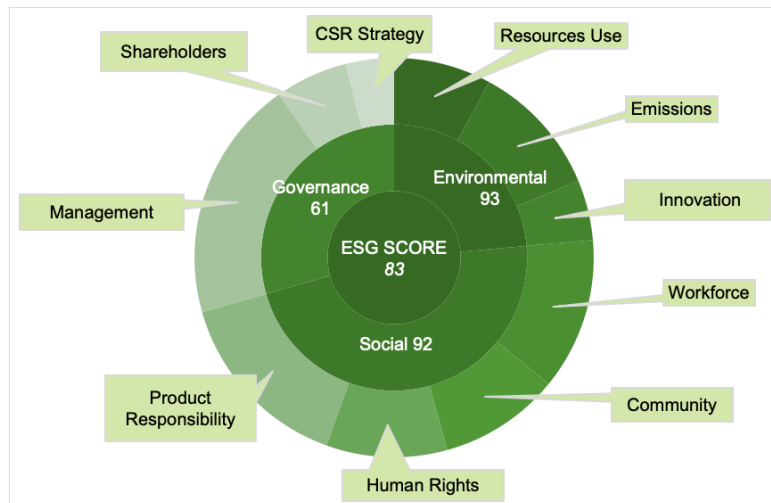 CSR Strategy
Resources Use
Shareholders
Emissions
Environmental
93
Governance
61
Innovation
Management
ESG SCORE
83
Workforce
Social 92
Product
Responsibility
Community
Human Rights